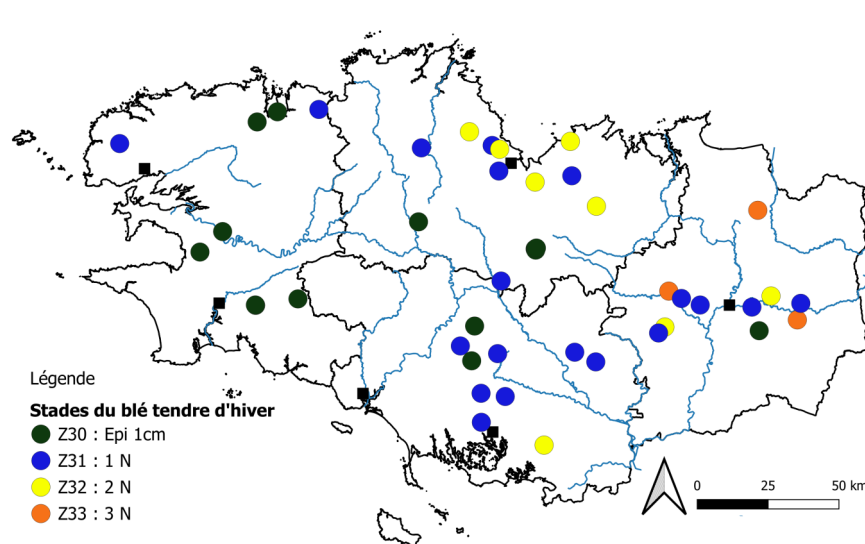 Légende
Stades du blé tendre d'hiver
Z30 : Epi 1cm
Z31 : 1 N
Z32 : 2 N
Z33 : 3 N
0 25 50 km